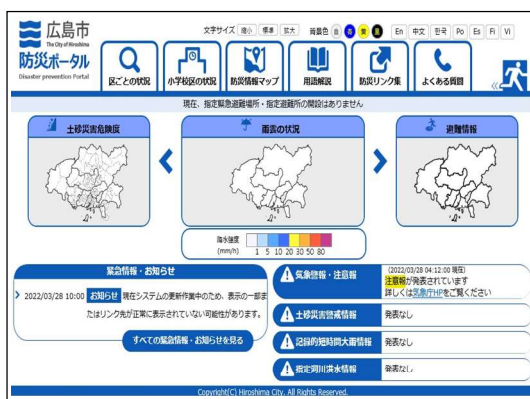 広島市
The City of Hiroshima
防災ポータル
Disaster prevention Portal
文字サイズ 縮小 標準 拡大 背景色 白 青 黄 黒 En 中文 한국 Po Es Fi Vi
区ごとの状況
小学校区の状況
防災情報マップ
用語解説
防災リンク集
よくある質問
現在、指定緊急避難場所・指定避難所の開設はありません
土砂災害危険度
雨雲の状況
避難情報
降水強度
(mm/h)
1 5 10 20 30 50 80
緊急情報・お知らせ
2022/03/28 10:00 お知らせ 現在システムの更新作業中のため、表示の一部ま
たはリンク先が正常に表示されていない可能性があります。
すべての緊急情報・お知らせを見る
気象警報・注意報
(2022/03/28 04:12:00 現在)
注意報が発表されています
詳しくは気象庁HPをご覧ください
土砂災害警戒情報
発表なし
記録的短時間大雨情報
発表なし
指定河川洪水情報
発表なし
Copyright(C) Hiroshima City. All Rights Reserved.